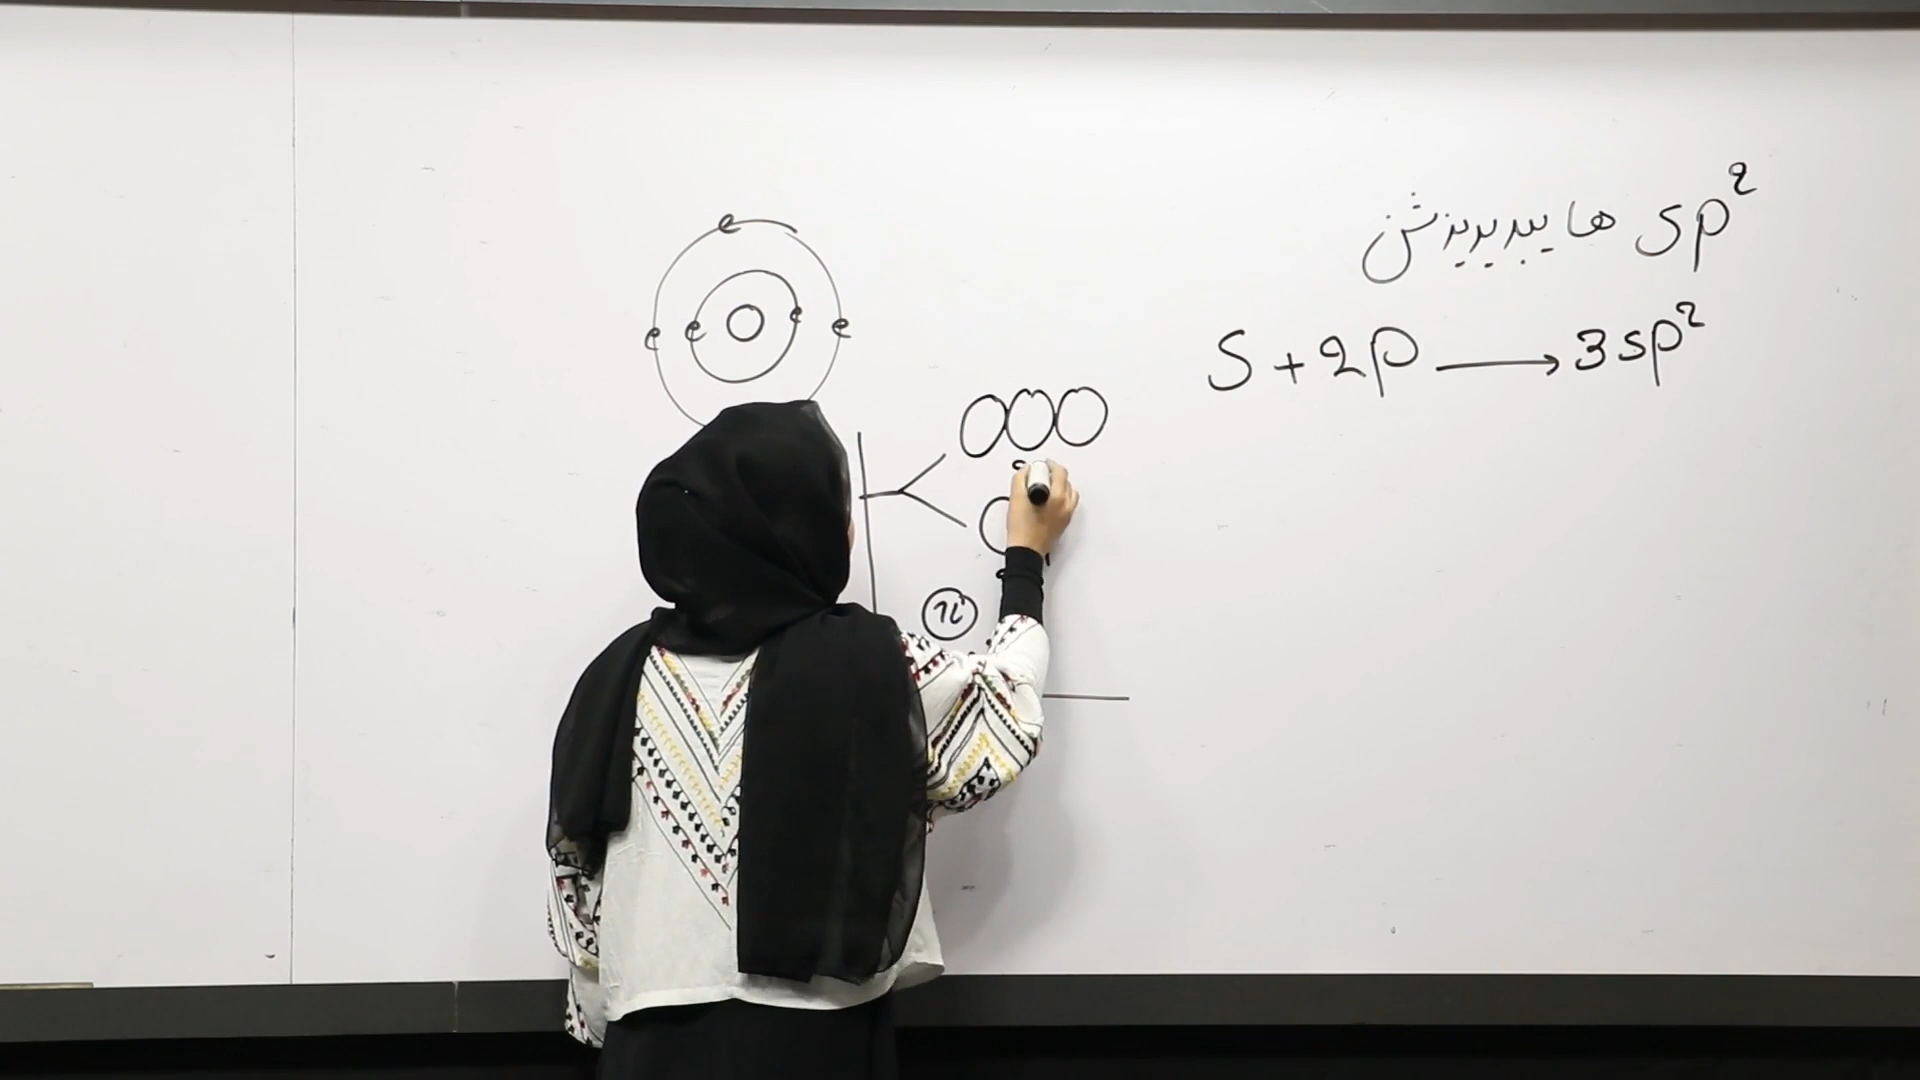 sp² هایبریدیزیشن
S + 2p → 3sp²
e
e e e e
n